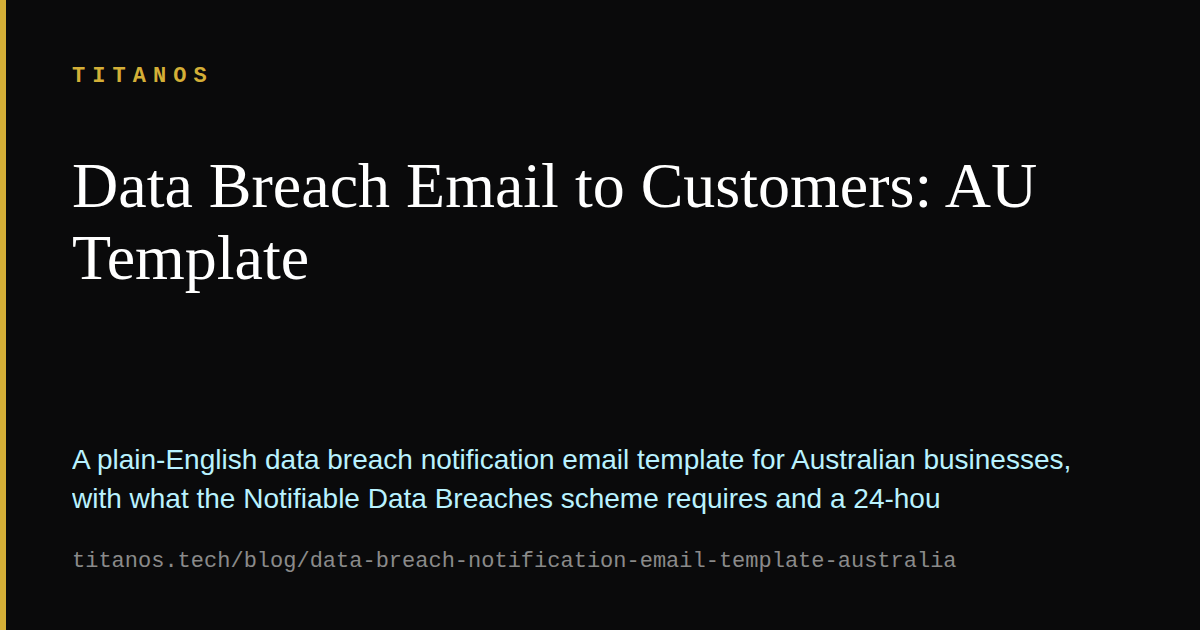 TITANOS
Data Breach Email to Customers: AU
Template
A plain-English data breach notification email template for Australian businesses,
with what the Notifiable Data Breaches scheme requires and a 24-hou
titanos.tech/blog/data-breach-notification-email-template-australia